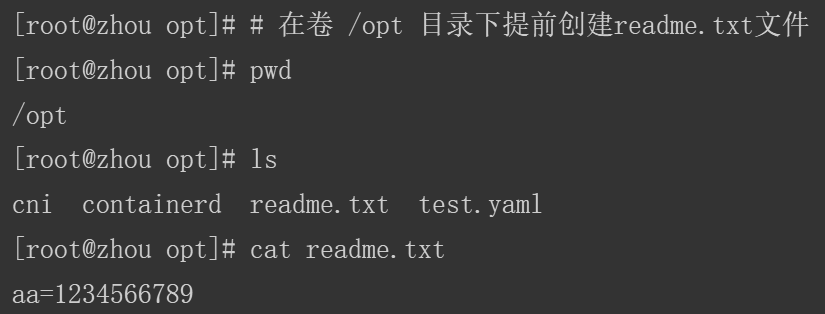 [root@zhou opt]# # 在卷 /opt 目录下提前创建readme.txt文件
[root@zhou opt]# pwd
/opt
[root@zhou opt]# ls
cni  containerd  readme.txt  test.yaml
[root@zhou opt]# cat readme.txt
aa=1234566789